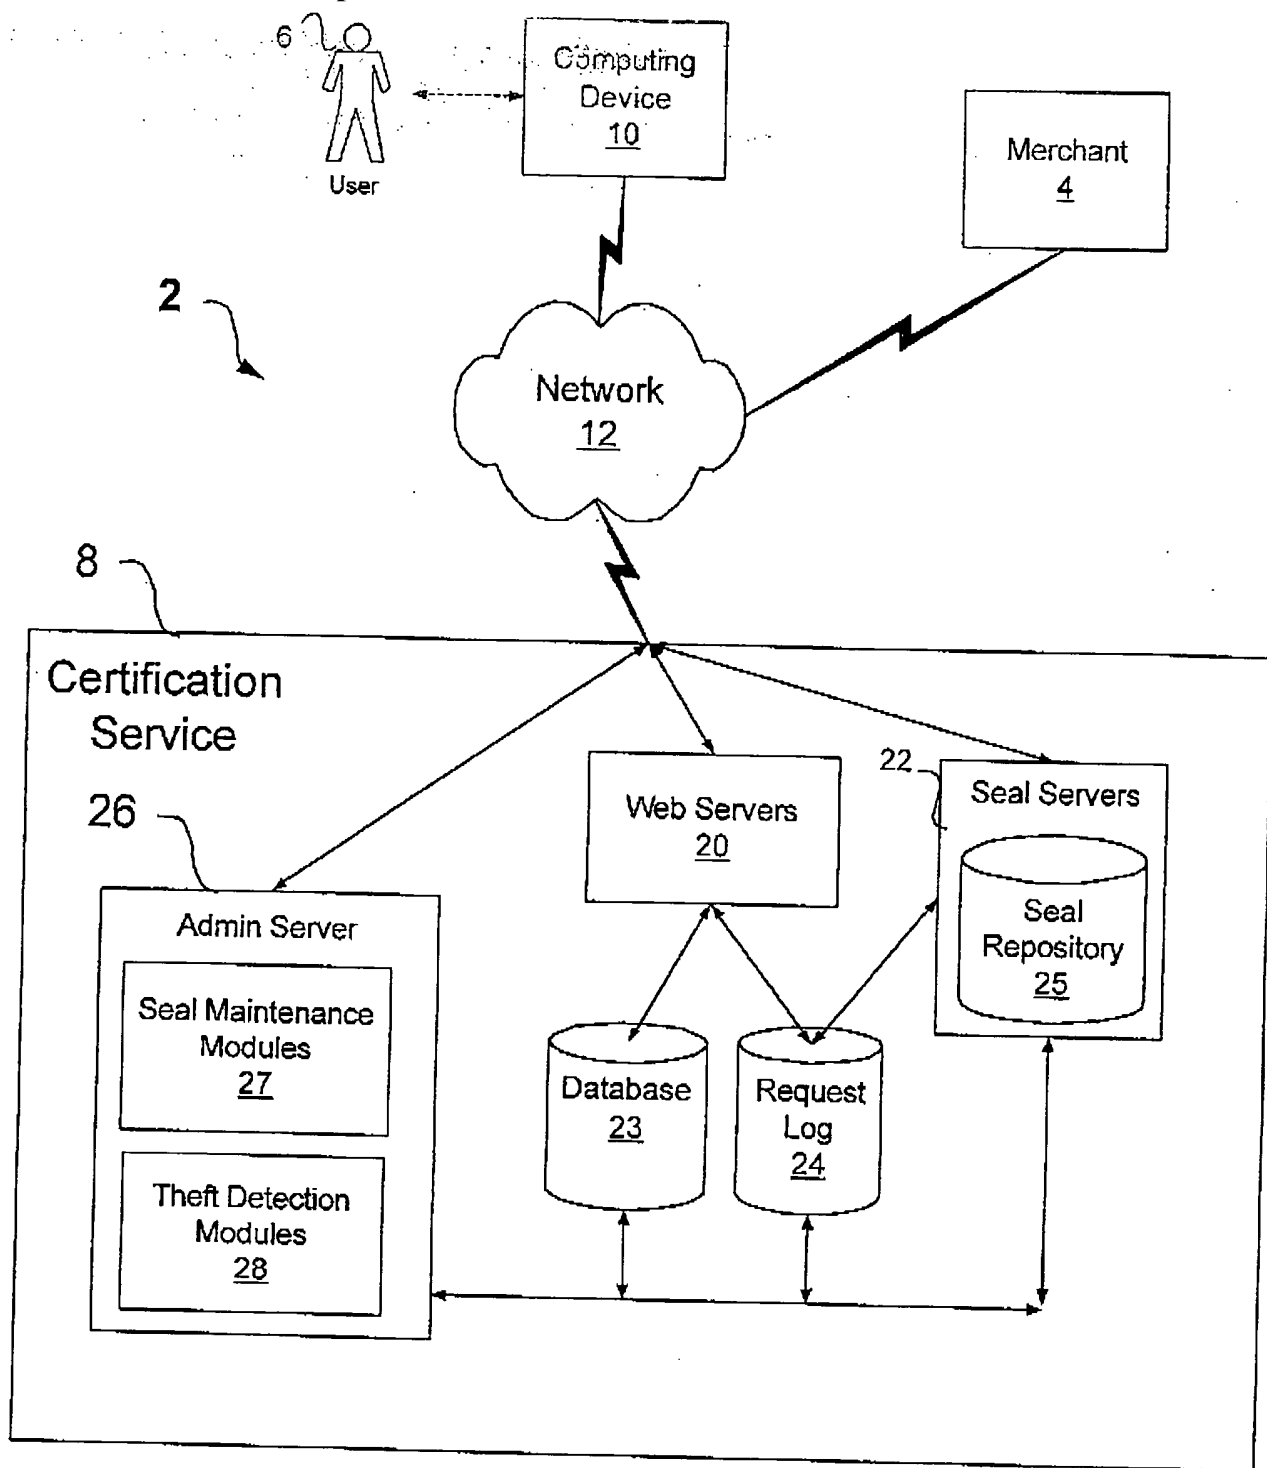 6
User
Computing
Device
10
Merchant
4
2
Network
12
8
Certification
Service
26
Admin Server
Seal Maintenance
Modules
27
Theft Detection
Modules
28
Web Servers
20
22
Seal Servers
Seal
Repository
25
Database
23
Request
Log
24